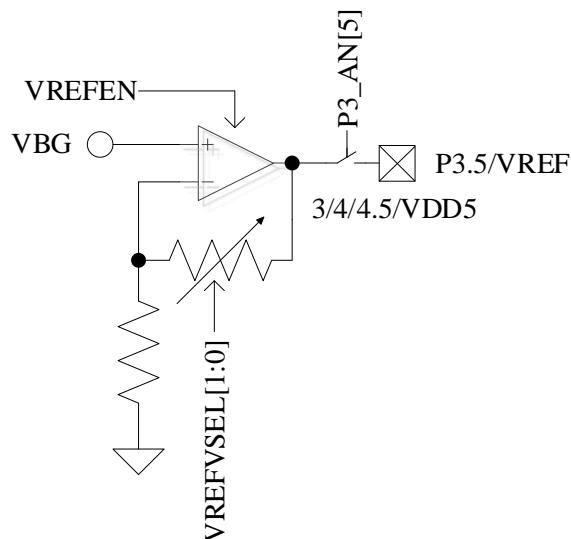 P3_AN[5]
VREFEN
VBG
+
−
P3.5/VREF
3/4/4.5/VDD5
VREFVSEL[1:0]